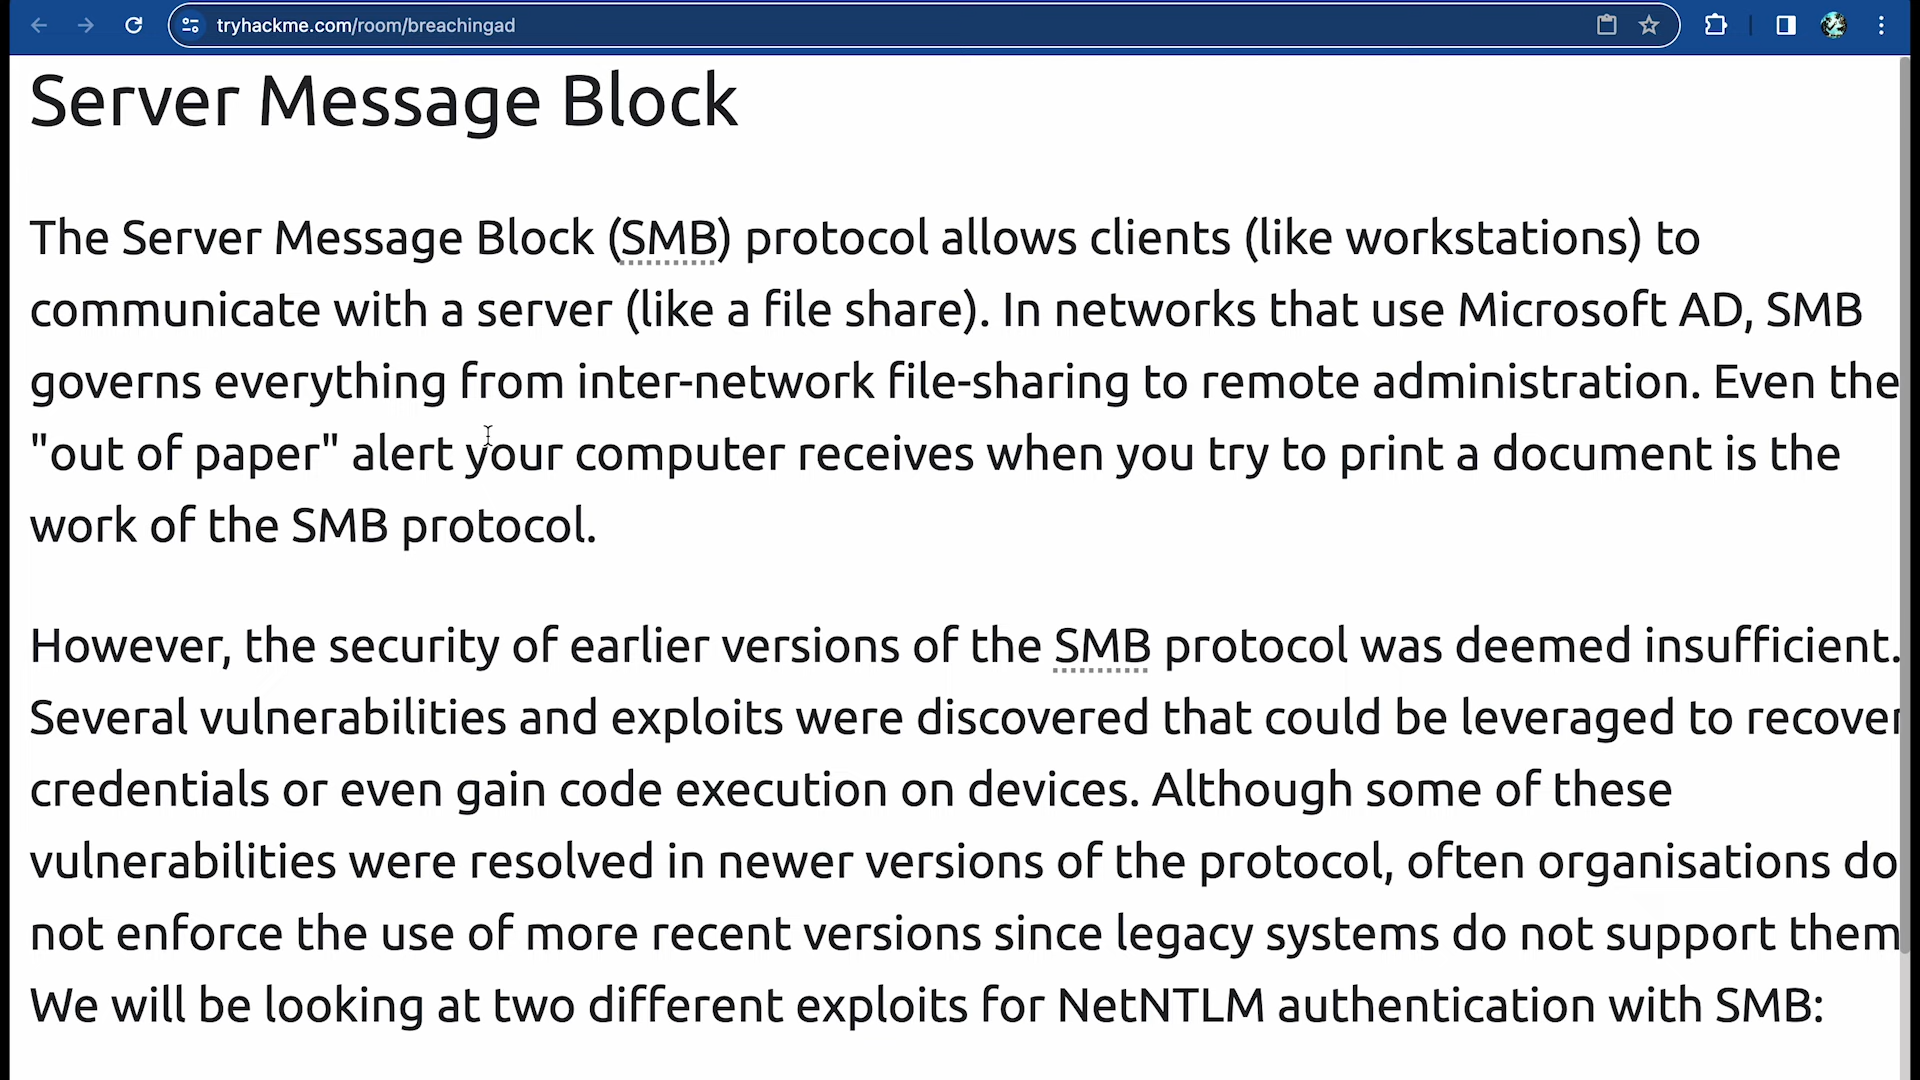 tryhackme.com/room/breachingad
Server Message Block
The Server Message Block (SMB) protocol allows clients (like workstations) to
communicate with a server (like a file share). In networks that use Microsoft AD, SMB
governs everything from inter-network file-sharing to remote administration. Even the
"out of paper" alert your computer receives when you try to print a document is the
work of the SMB protocol.
However, the security of earlier versions of the SMB protocol was deemed insufficient.
Several vulnerabilities and exploits were discovered that could be leveraged to recover
credentials or even gain code execution on devices. Although some of these
vulnerabilities were resolved in newer versions of the protocol, often organisations do
not enforce the use of more recent versions since legacy systems do not support them
We will be looking at two different exploits for NetNTLM authentication with SMB: